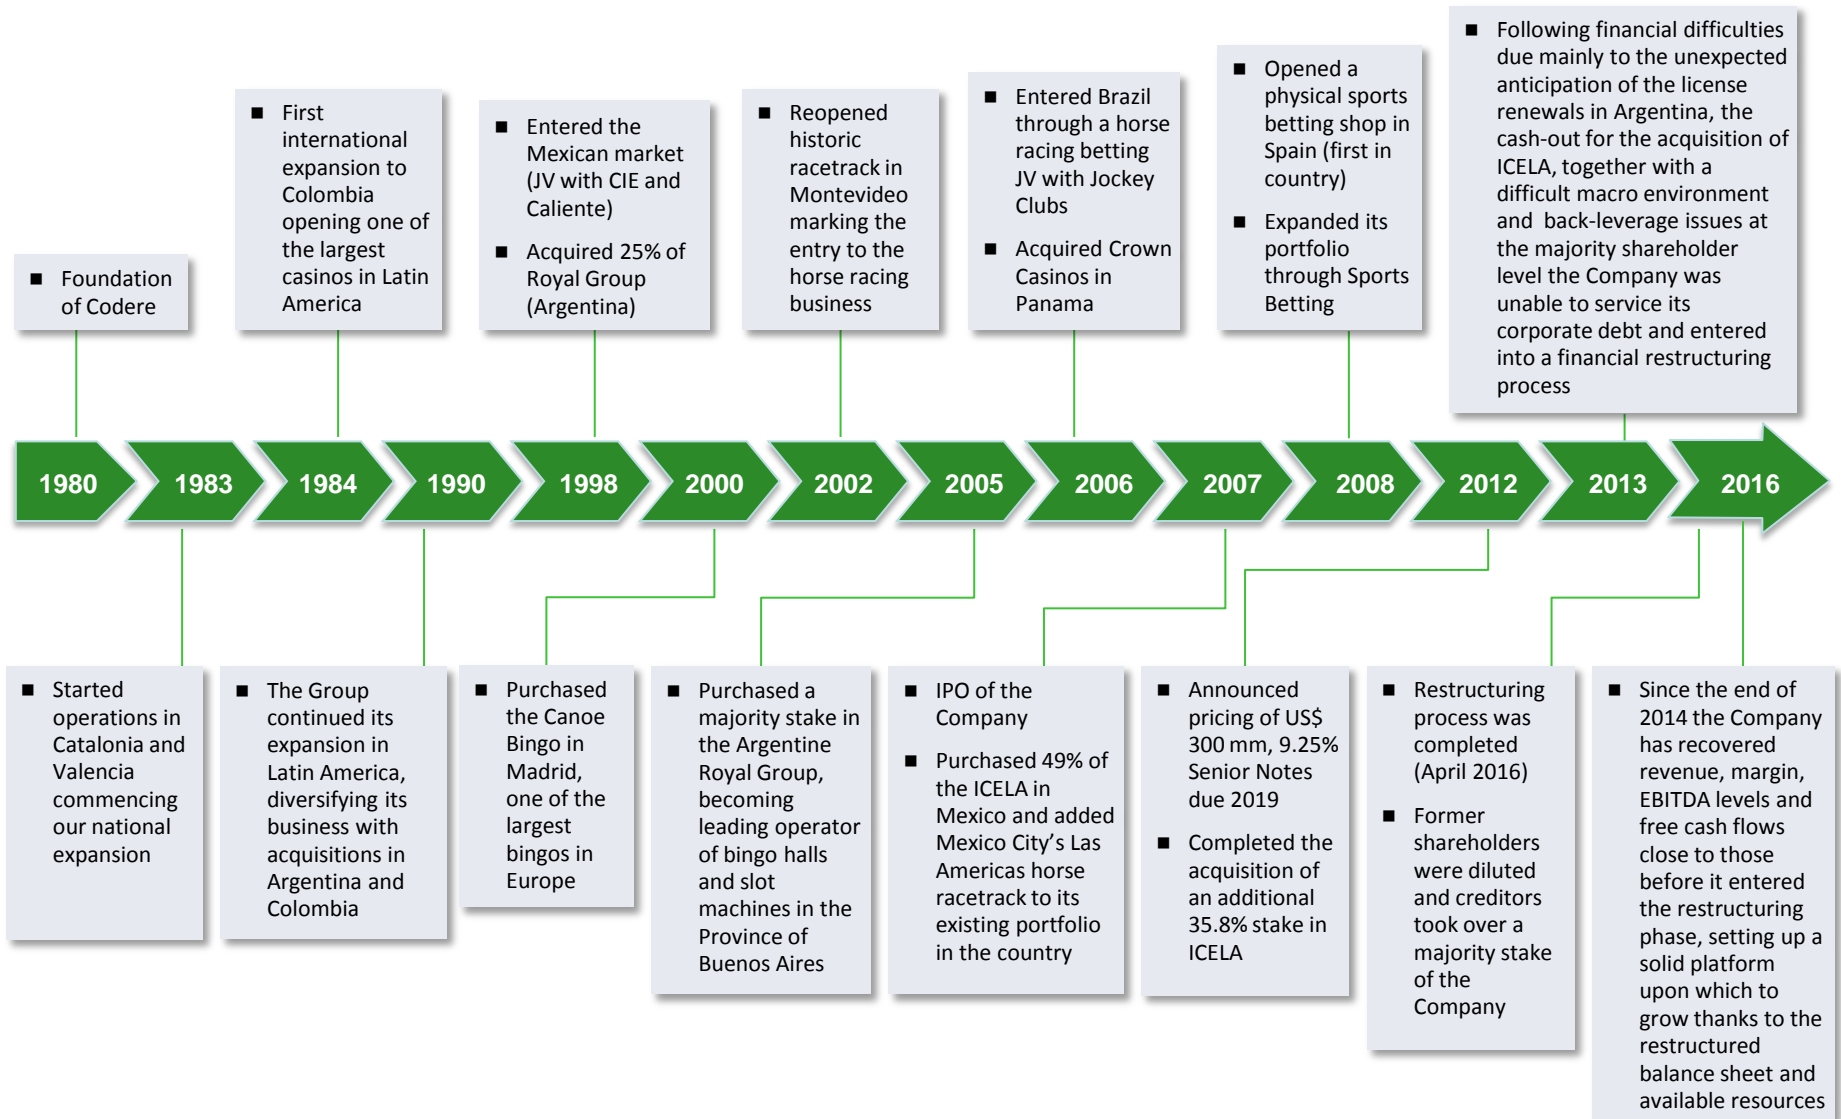 ■ Foundation
of Codere
■ First
international
expansion to
Colombia
opening one of
the largest
casinos in Latin
America
■ Entered the
Mexican market
(JV with CIE and
Caliente)
■ Acquired 25% of
Royal Group
(Argentina)
■ Reopened
historic
racetrack in
Montevideo
marking the
entry to the
horse racing
business
■ Entered Brazil
through a horse
racing betting
JV with Jockey
Clubs
■ Acquired Crown
Casinos in
Panama
■ Opened a
physical sports
betting shop in
Spain (first in
country)
■ Expanded its
portfolio
through Sports
Betting
■ Following financial difficulties
due mainly to the unexpected
anticipation of the license
renewals in Argentina, the
cash-out for the acquisition of
ICELA, together with a
difficult macro environment
and back-leverage issues at
the majority shareholder
level the Company was
unable to service its
corporate debt and entered
into a financial restructuring
process
1980
1983
1984
1990
1998
2000
2002
2005
2006
2007
2008
2012
2013
2016
■ Started
operations in
Catalonia and
Valencia
commencing
our national
expansion
■ The Group
continued its
expansion in
Latin America,
diversifying its
business with
acquisitions in
Argentina and
Colombia
■ Purchased
the Canoe
Bingo in
Madrid,
one of the
largest
bingos in
Europe
■ Purchased a
majority stake in
the Argentine
Royal Group,
becoming
leading operator
of bingo halls
and slot
machines in the
Province of
Buenos Aires
■ IPO of the
Company
■ Purchased 49% of
the ICELA in
Mexico and added
Mexico City’s Las
Americas horse
racetrack to its
existing portfolio
in the country
■ Announced
pricing of US$
300 mm, 9.25%
Senior Notes
due 2019
■ Completed the
acquisition of
an additional
35.8% stake in
ICELA
■ Restructuring
process was
completed
(April 2016)
■ Former
shareholders
were diluted
and creditors
took over a
majority stake
of the
Company
■ Since the end of
2014 the Company
has recovered
revenue, margin,
EBITDA levels and
free cash flows
close to those
before it entered
the restructuring
phase, setting up a
solid platform
upon which to
grow thanks to the
restructured
balance sheet and
available resources